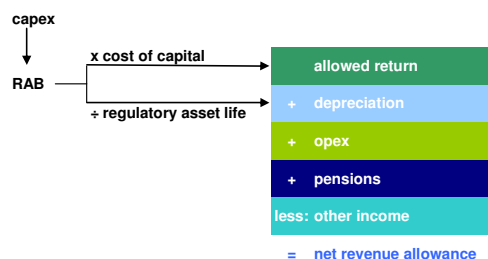 capex
x cost of capital
allowed return
RAB
+ depreciation
÷ regulatory asset life
+ opex
+ pensions
less: other income
= net revenue allowance